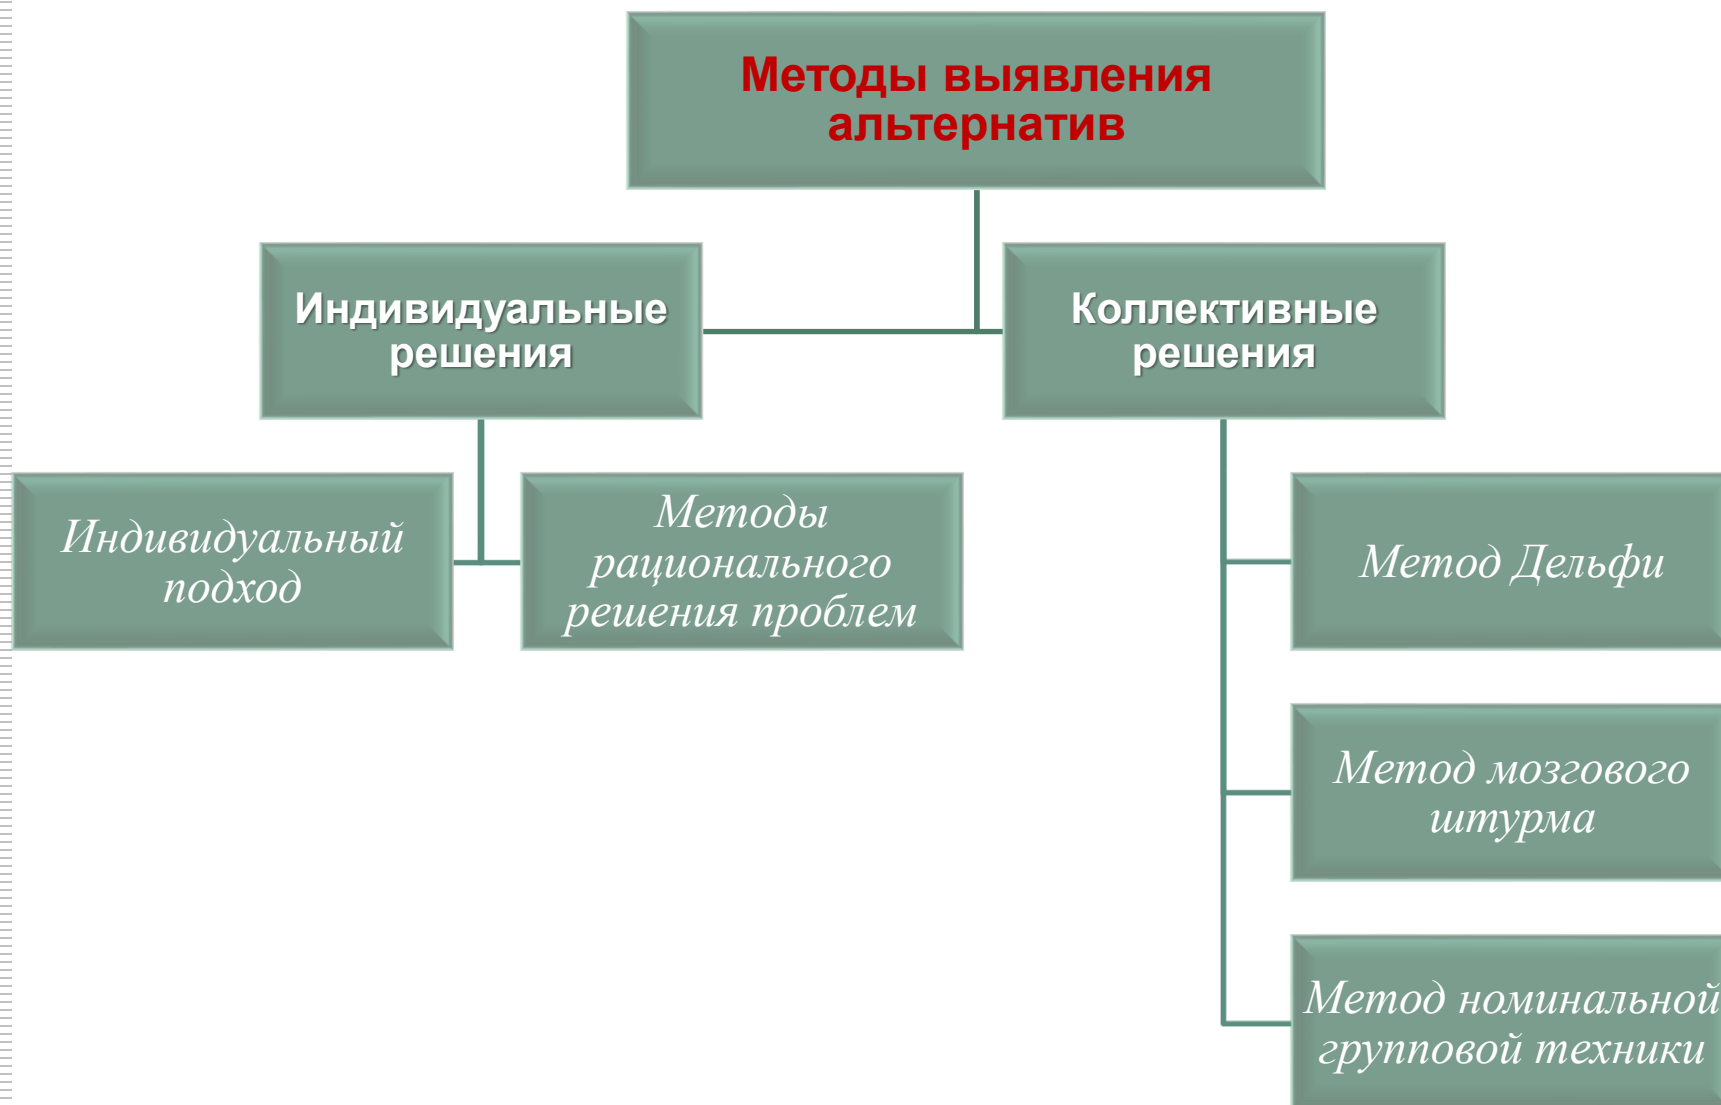 Методы выявления
альтернатив
Индивидуальные
решения
Коллективные
решения
Индивидуальный
подход
Методы
рационального
решения проблем
Метод Дельфи
Метод мозгового
штурма
Метод номинальной
групповой техники